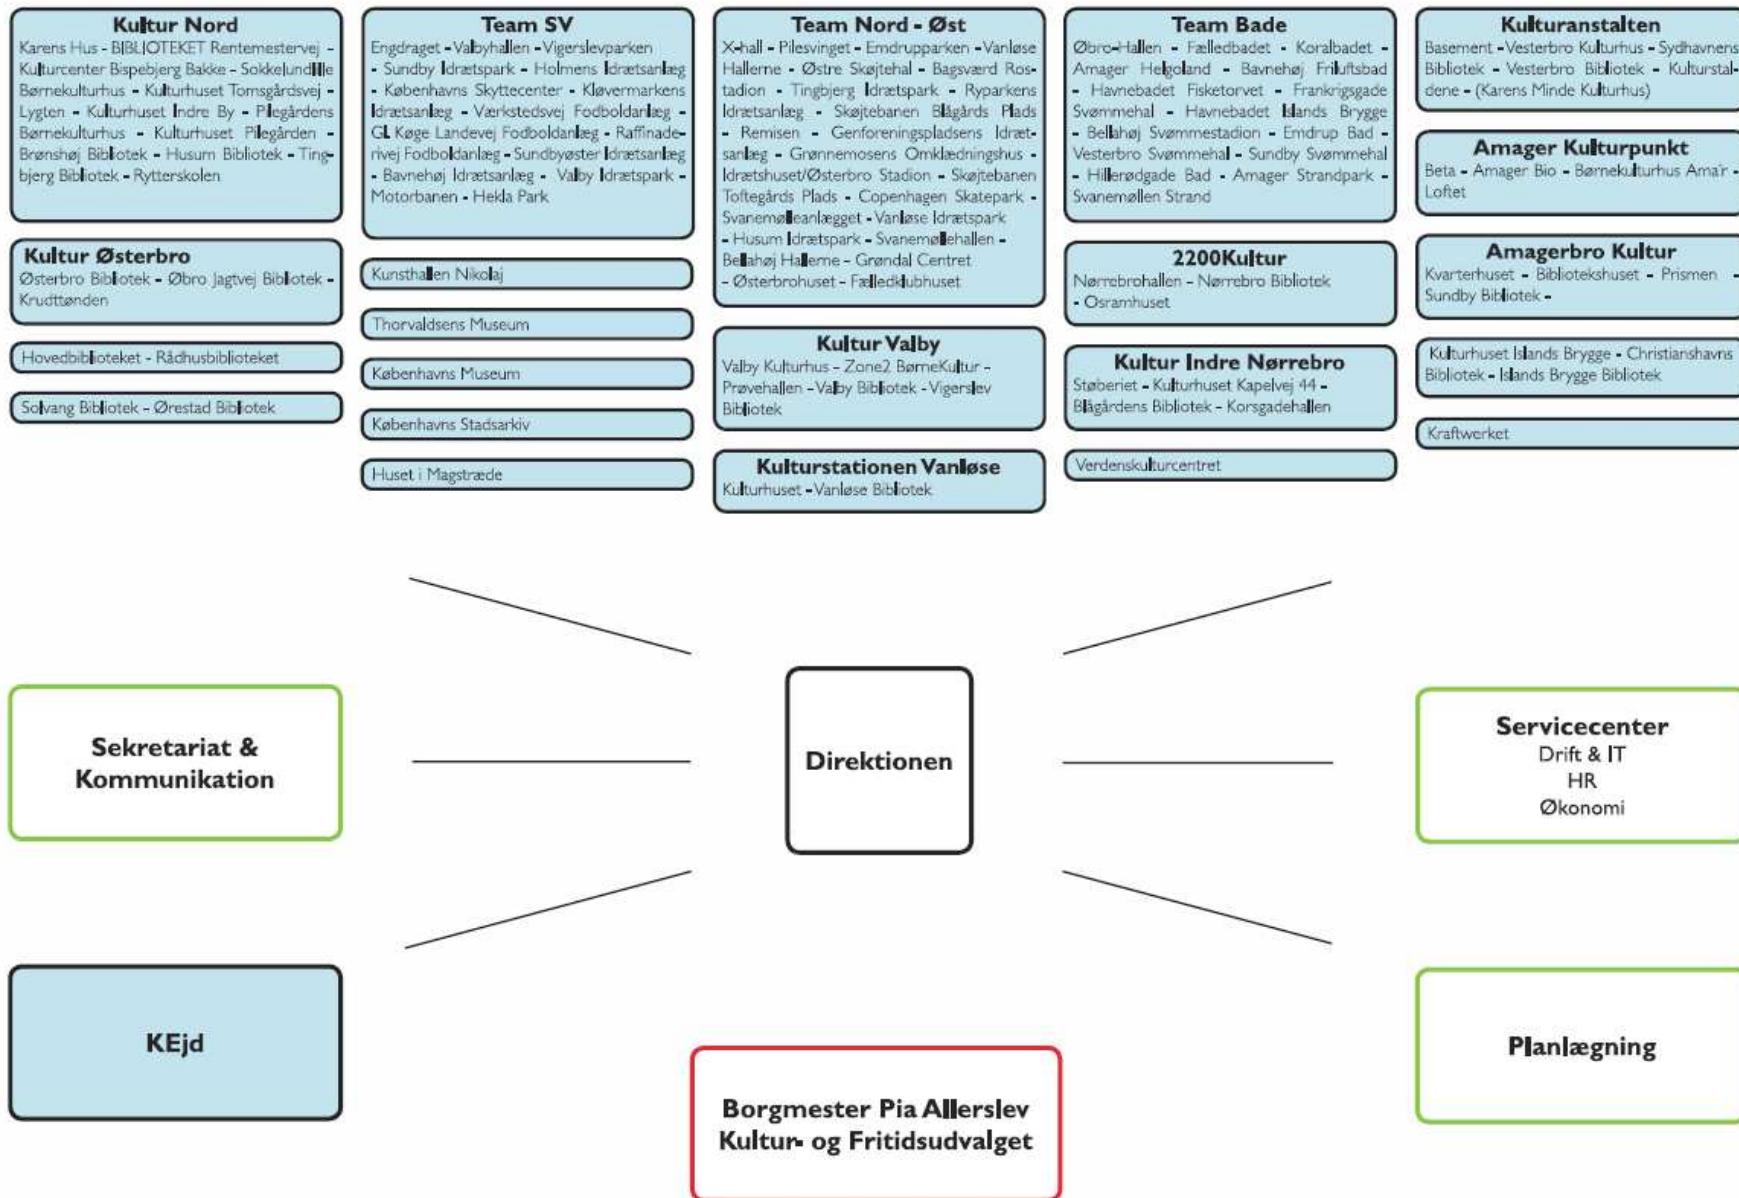 Kultur Nord
Karens Hus - BIBLIOTEKET Rentemestervej -
Kulturcenter Bispebjerg Bakke - Sokkelundlille
Børnekulturhus - Kulturhuset Tomsgårdsvej -
Lygten - Kulturhuset Indre By - Pilegårdens
Børnekulturhus - Kulturhuset Pilegården -
Brønshøj Bibliotek - Husum Bibliotek - Ting-
bjerg Bibliotek - Rytterskolen
Kultur Østerbro
Østerbro Bibliotek - Øbro Jagtvej Bibliotek -
Krudttønden
Hovedbiblioteket - Rådhusbiblioteket
Solvang Bibliotek - Ørestad Bibliotek
Team SV
Engdraget - Valbyhallen - Vigerslevparken
- Sundby Idrætspark - Holmens Idrætsanlæg
- Københavns Skyttecenter - Kløvermarkens
Idrætsanlæg - Værkstedsvej Fodboldanlæg -
Gl. Køge Landevej Fodboldanlæg - Raffinade-
rivej Fodboldanlæg - Sundbyøster Idrætsanlæg
- Bavnehøj Idrætsanlæg - Valby Idrætspark -
Motorbanen - Hekla Park
Kunsthallen Nikolaj
Thorvaldsens Museum
Københavns Museum
Københavns Stadsarkiv
Huset i Magstræde
Team Nord - Øst
X-hall - Pilesvinget - Emdrupparken - Vanløse
Hallerne - Østre Skøjtehal - Bagsværd Ros-
tadion - Tingbjerg Idrætspark - Ryparkens
Idrætsanlæg - Skøjtebanen Blågårds Plads
- Remisen - Genforeningspladsens Idræt-
sanlæg - Grønnemosens Omklædningshus -
Idrætshuset/Østerbro Stadion - Skøjtebanen
Toftegårds Plads - Copenhagen Skatepark -
Svanemølleanlægget - Vanløse Idrætspark
- Husum Idrætspark - Svanemøllehallen -
Bellahøj Hallerne - Grøndal Centret
- Østerbrohuset - Fælledklubhuset
Kultur Valby
Valby Kulturhus - Zone2 BørneKultur -
Prøvehallen - Valby Bibliotek - Vigerslev
Bibliotek
Kulturstationen Vanløse
Kulturhuset - Vanløse Bibliotek
Team Bade
Øbro-Hallen - Fælledbadet - Koralbadet -
Amager Helgoland - Bavnehøj Friluftsbad
- Havnebadet Fisketorvet - Frankrigsgade
Svømmehal - Havnebadet Islands Brygge
- Bellahøj Svømmestadion - Emdrup Bad -
Vesterbro Svømmehal - Sundby Svømmehal
- Hillerødgade Bad - Amager Strandpark -
Svanemøllen Strand
2200Kultur
Nørrebrohallen - Nørrebro Bibliotek
- Osramhuset
Kultur Indre Nørrebro
Støberiet - Kulturhuset Kapelvej 44 -
Blågårdens Bibliotek - Korsgadehallen
Verdenskulturcentret
Kulturanstalten
Basement - Vesterbro Kulturhus - Sydhavnens
Bibliotek - Vesterbro Bibliotek - Kulturstal-
dene - (Karens Minde Kulturhus)
Amager Kulturpunkt
Beta - Amager Bio - Børnekulturhus Ama'r -
Loftet
Amagerbro Kultur
Kvarterhuset - Bibliotekshuset - Prismen -
Sundby Bibliotek -
Kulturhuset Islands Brygge - Christianshavns
Bibliotek - Islands Brygge Bibliotek
Kraftwerket
Sekretariat &
Kommunikation
Direktionen
Servicecenter
Drift & IT
HR
Økonomi
KEjd
Planlægning
Borgmester Pia Allerslev
Kultur- og Fritidsudvalget